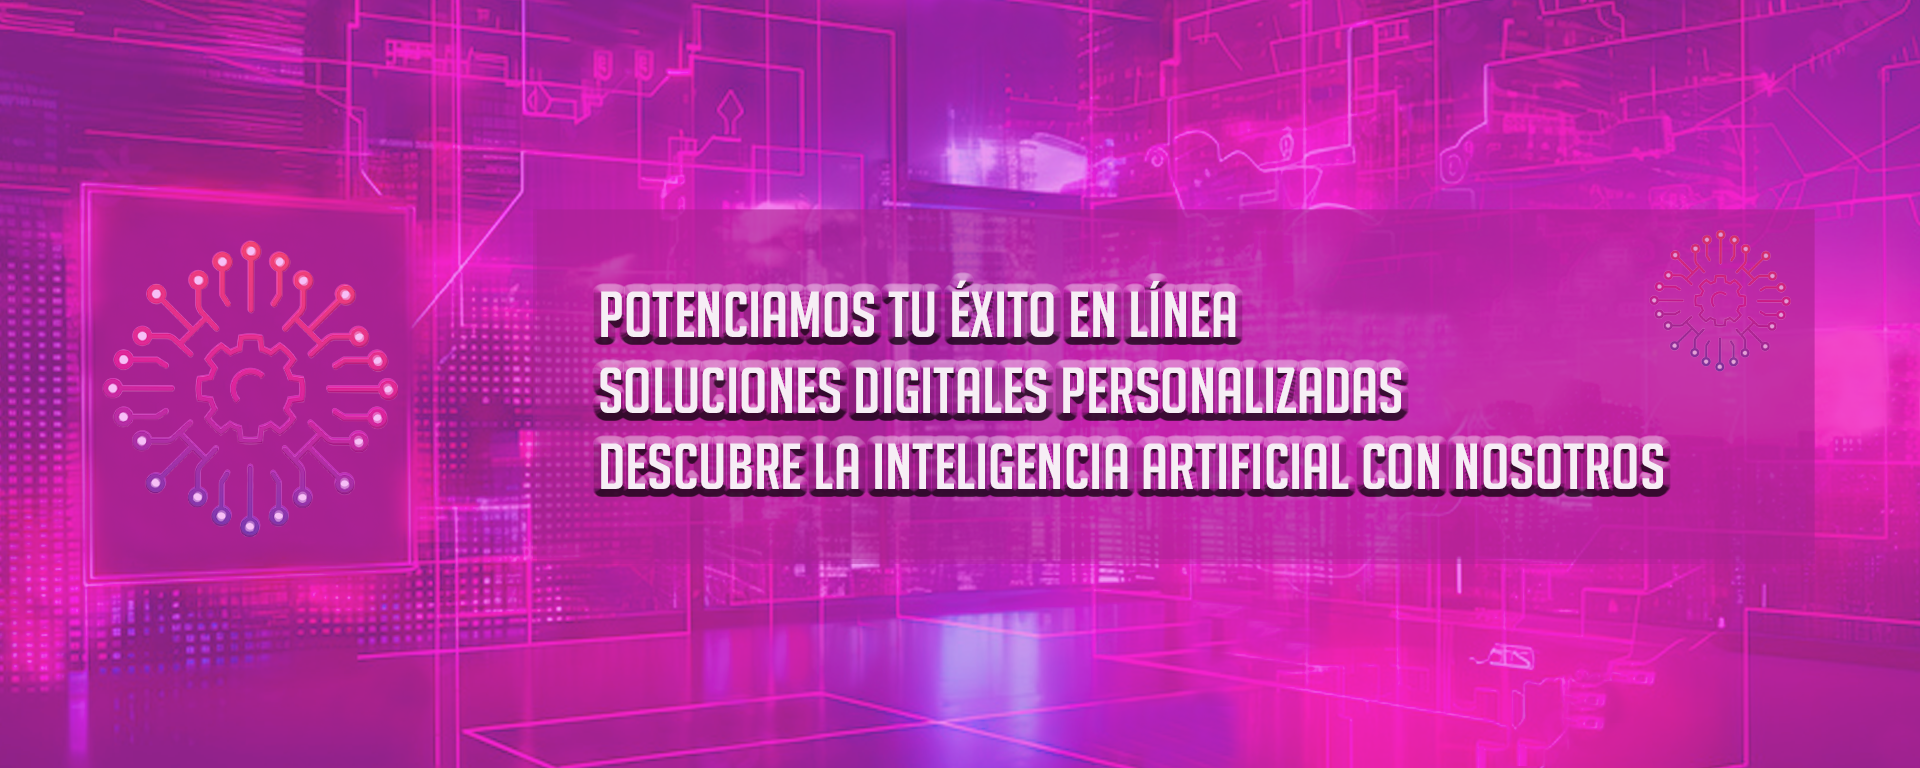 POTENCIAMOS TU ÉXITO EN LÍNEA
SOLUCIONES DIGITALES PERSONALIZADAS
DESCUBRE LA INTELIGENCIA ARTIFICIAL CON NOSOTROS